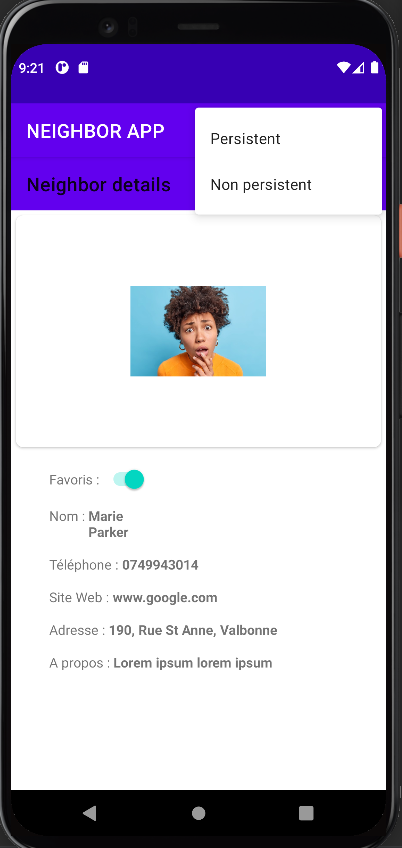 9:21
NEIGHBOR APP
Persistent
Neighbor details
Non persistent
Favoris :
Nom : Marie
Parker
Téléphone : 0749943014
Site Web : www.google.com
Adresse : 190, Rue St Anne, Valbonne
A propos : Lorem ipsum lorem ipsum